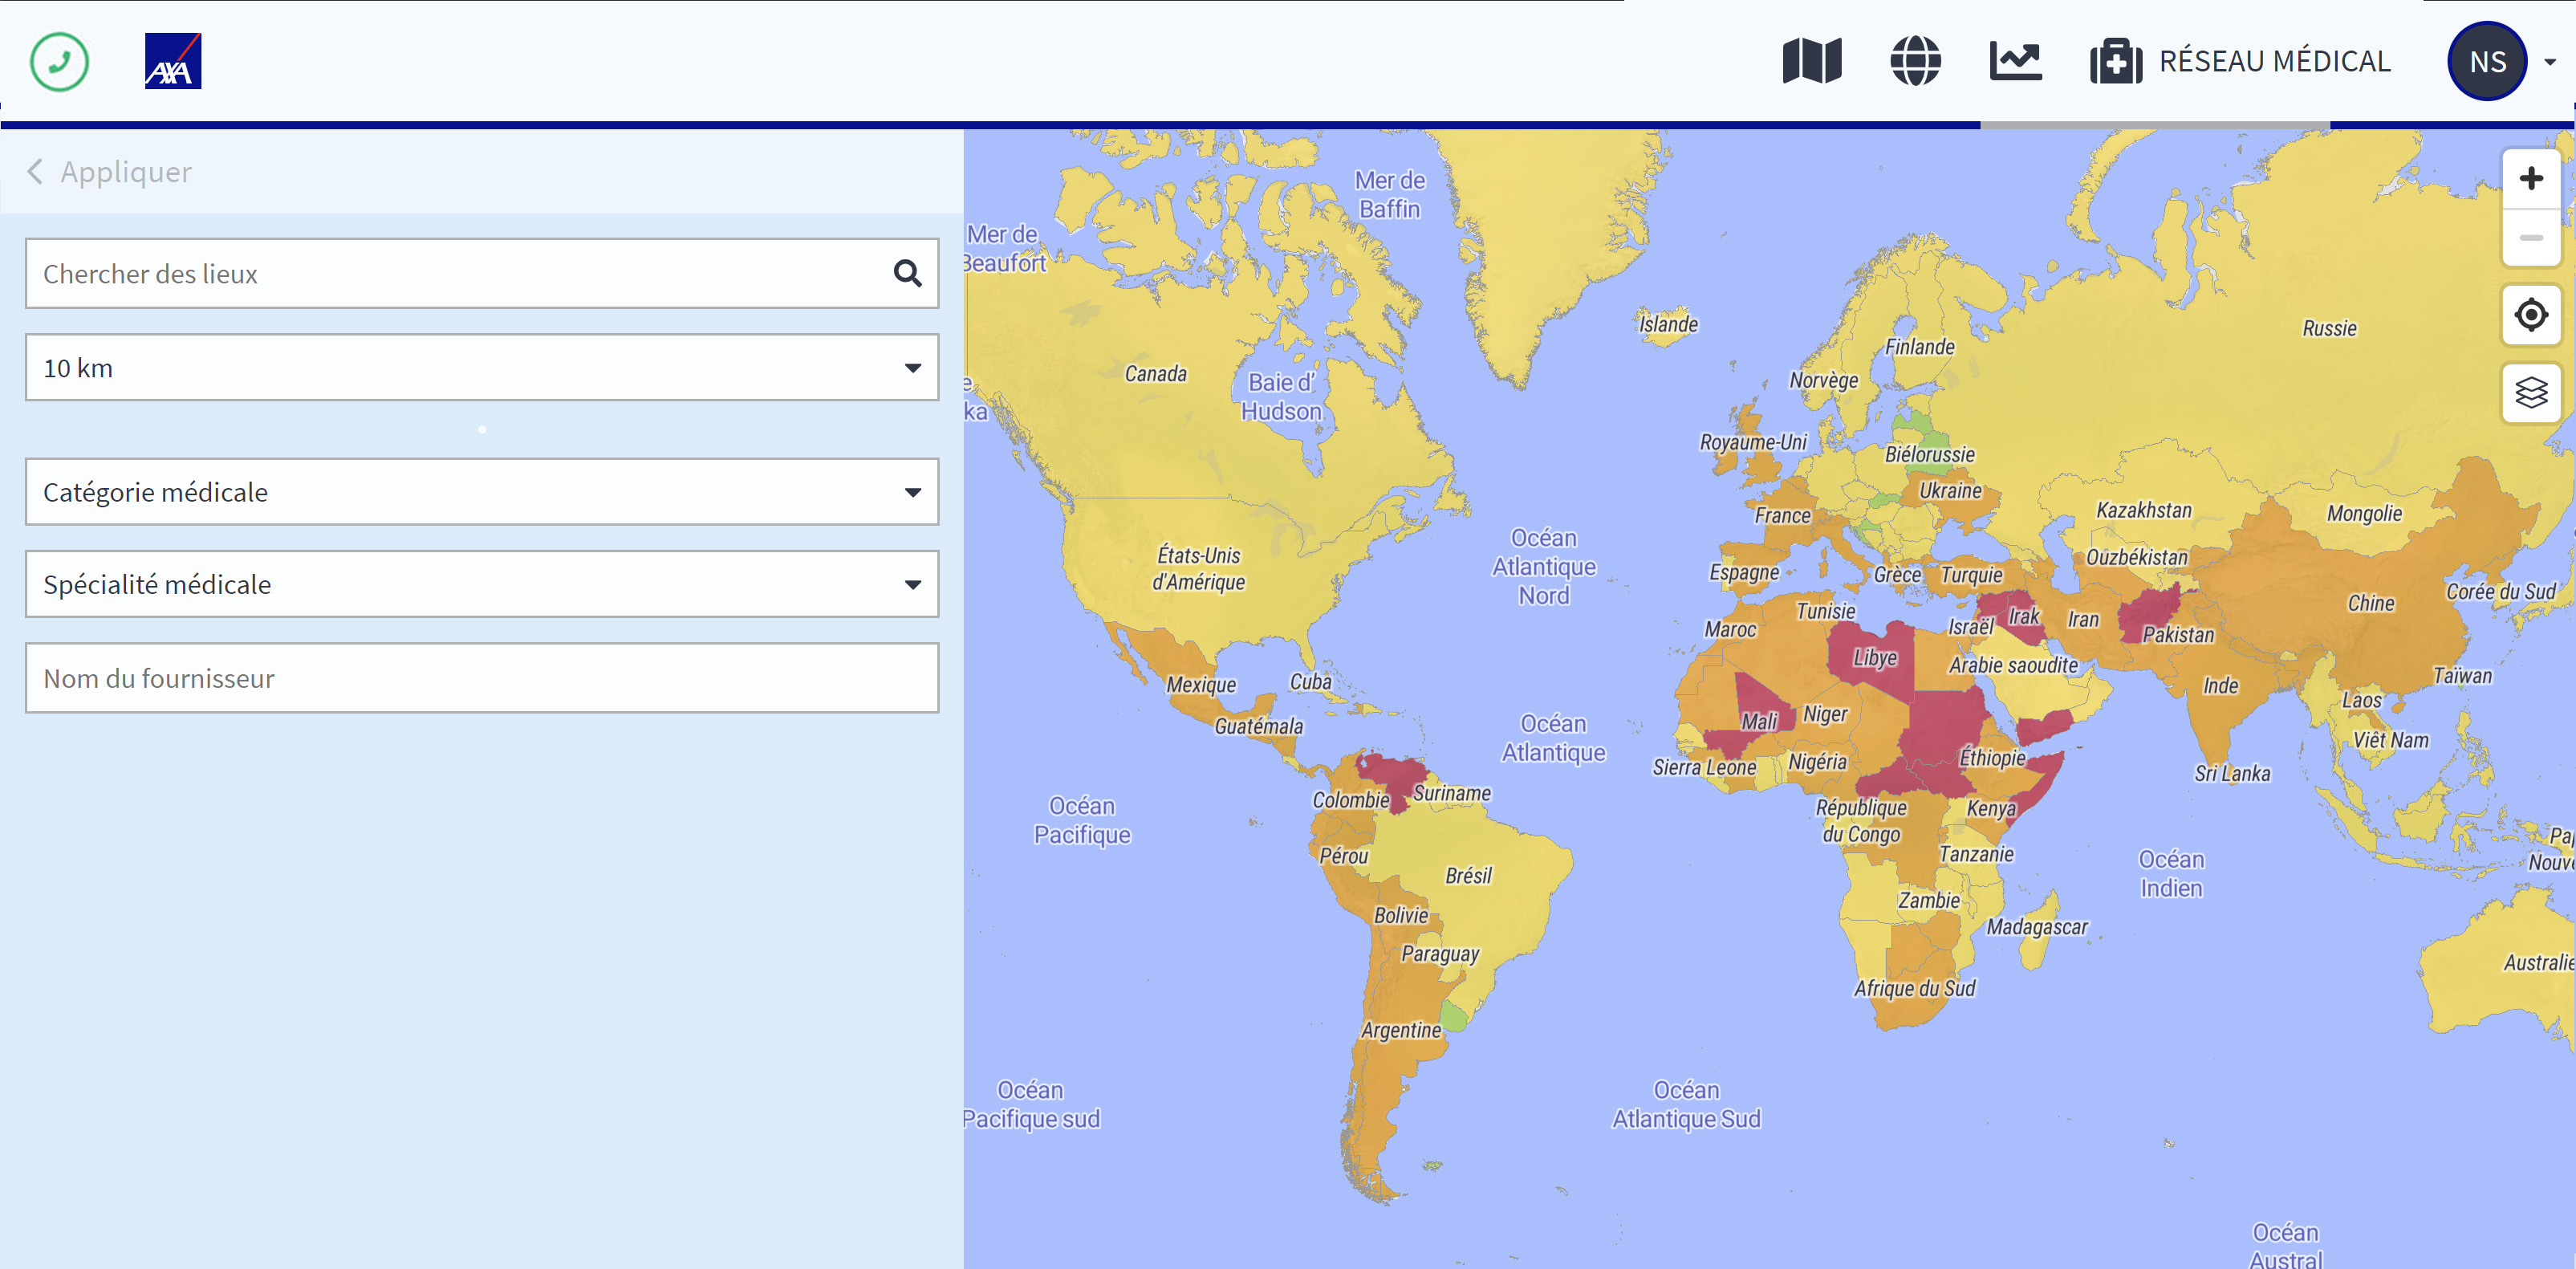 AXA
RÉSEAU MÉDICAL
NS
Appliquer
Chercher des lieux
10 km
Catégorie médicale
Spécialité médicale
Nom du fournisseur
Mer de
Baffin
Mer de
Beaufort
Islande
Russie
Finlande
Canada
Baie d'
Hudson
Norvège
ka
Royaume-Uni
Biélorussie
Ukraine
Kazakhstan
Mongolie
France
Océan
Atlantique
Nord
États-Unis
d'Amérique
Ouzbékistan
Espagne
Grèce
Turquie
Corée du Sud
Chine
Tunisie
Irak
Iran
Maroc
Israël
Pakistan
Libye
Arabie saoudite
Taïwan
Mexique
Cuba
Inde
Laos
Mali
Niger
Guatémala
Océan
Atlantique
Viêt Nam
Éthiopie
Nigéria
Sierra Leone
Sri Lanka
Colombie
Suriname
Océan
Pacifique
République
du Congo
Kenya
Pérou
Tanzanie
Pap
Nouve
Brésil
Océan
Indien
Zambie
Bolivie
Madagascar
Paraguay
Australie
Afrique du Sud
Argentine
Océan
Pacifique sud
Océan
Atlantique Sud
Océan
Austral